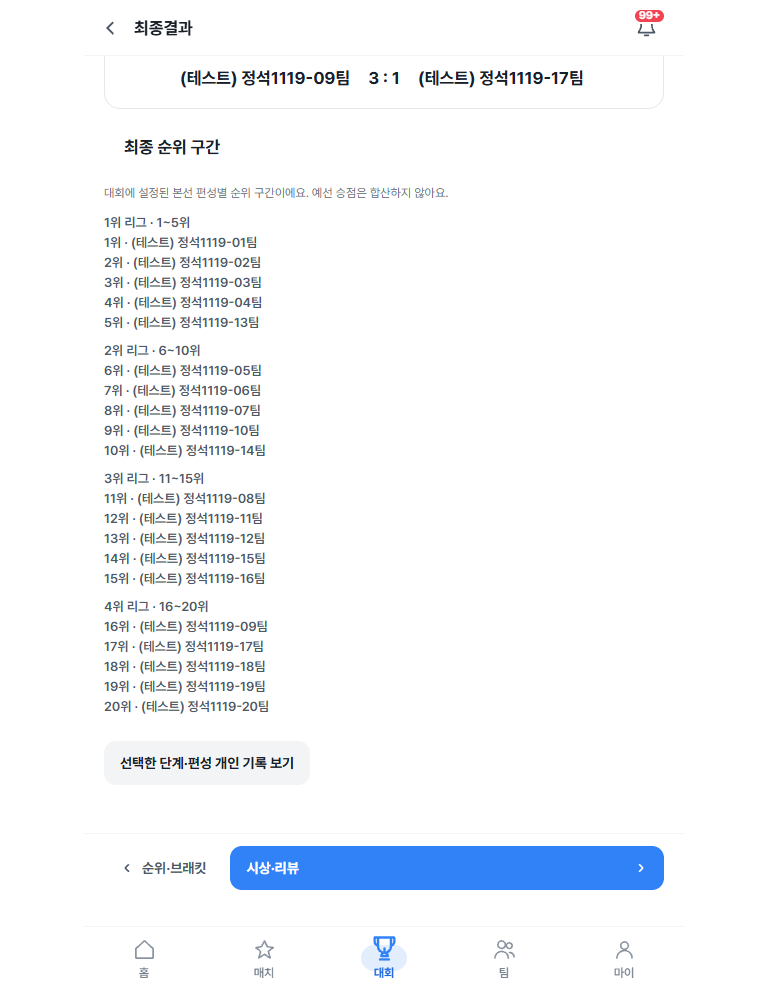 최종결과
99+
(테스트) 정석1119-09팀 3 : 1 (테스트) 정석1119-17팀
최종 순위 구간
대회에 설정된 본선 편성별 순위 구간이에요. 예선 승점은 합산하지 않아요.
1위 리그 · 1~5위
1위 · (테스트) 정석1119-01팀
2위 · (테스트) 정석1119-02팀
3위 · (테스트) 정석1119-03팀
4위 · (테스트) 정석1119-04팀
5위 · (테스트) 정석1119-13팀
2위 리그 · 6~10위
6위 · (테스트) 정석1119-05팀
7위 · (테스트) 정석1119-06팀
8위 · (테스트) 정석1119-07팀
9위 · (테스트) 정석1119-10팀
10위 · (테스트) 정석1119-14팀
3위 리그 · 11~15위
11위 · (테스트) 정석1119-08팀
12위 · (테스트) 정석1119-11팀
13위 · (테스트) 정석1119-12팀
14위 · (테스트) 정석1119-15팀
15위 · (테스트) 정석1119-16팀
4위 리그 · 16~20위
16위 · (테스트) 정석1119-09팀
17위 · (테스트) 정석1119-17팀
18위 · (테스트) 정석1119-18팀
19위 · (테스트) 정석1119-19팀
20위 · (테스트) 정석1119-20팀
선택한 단계·편성 개인 기록 보기
순위·브래킷
시상·리뷰
홈
매치
대회
팀
마이